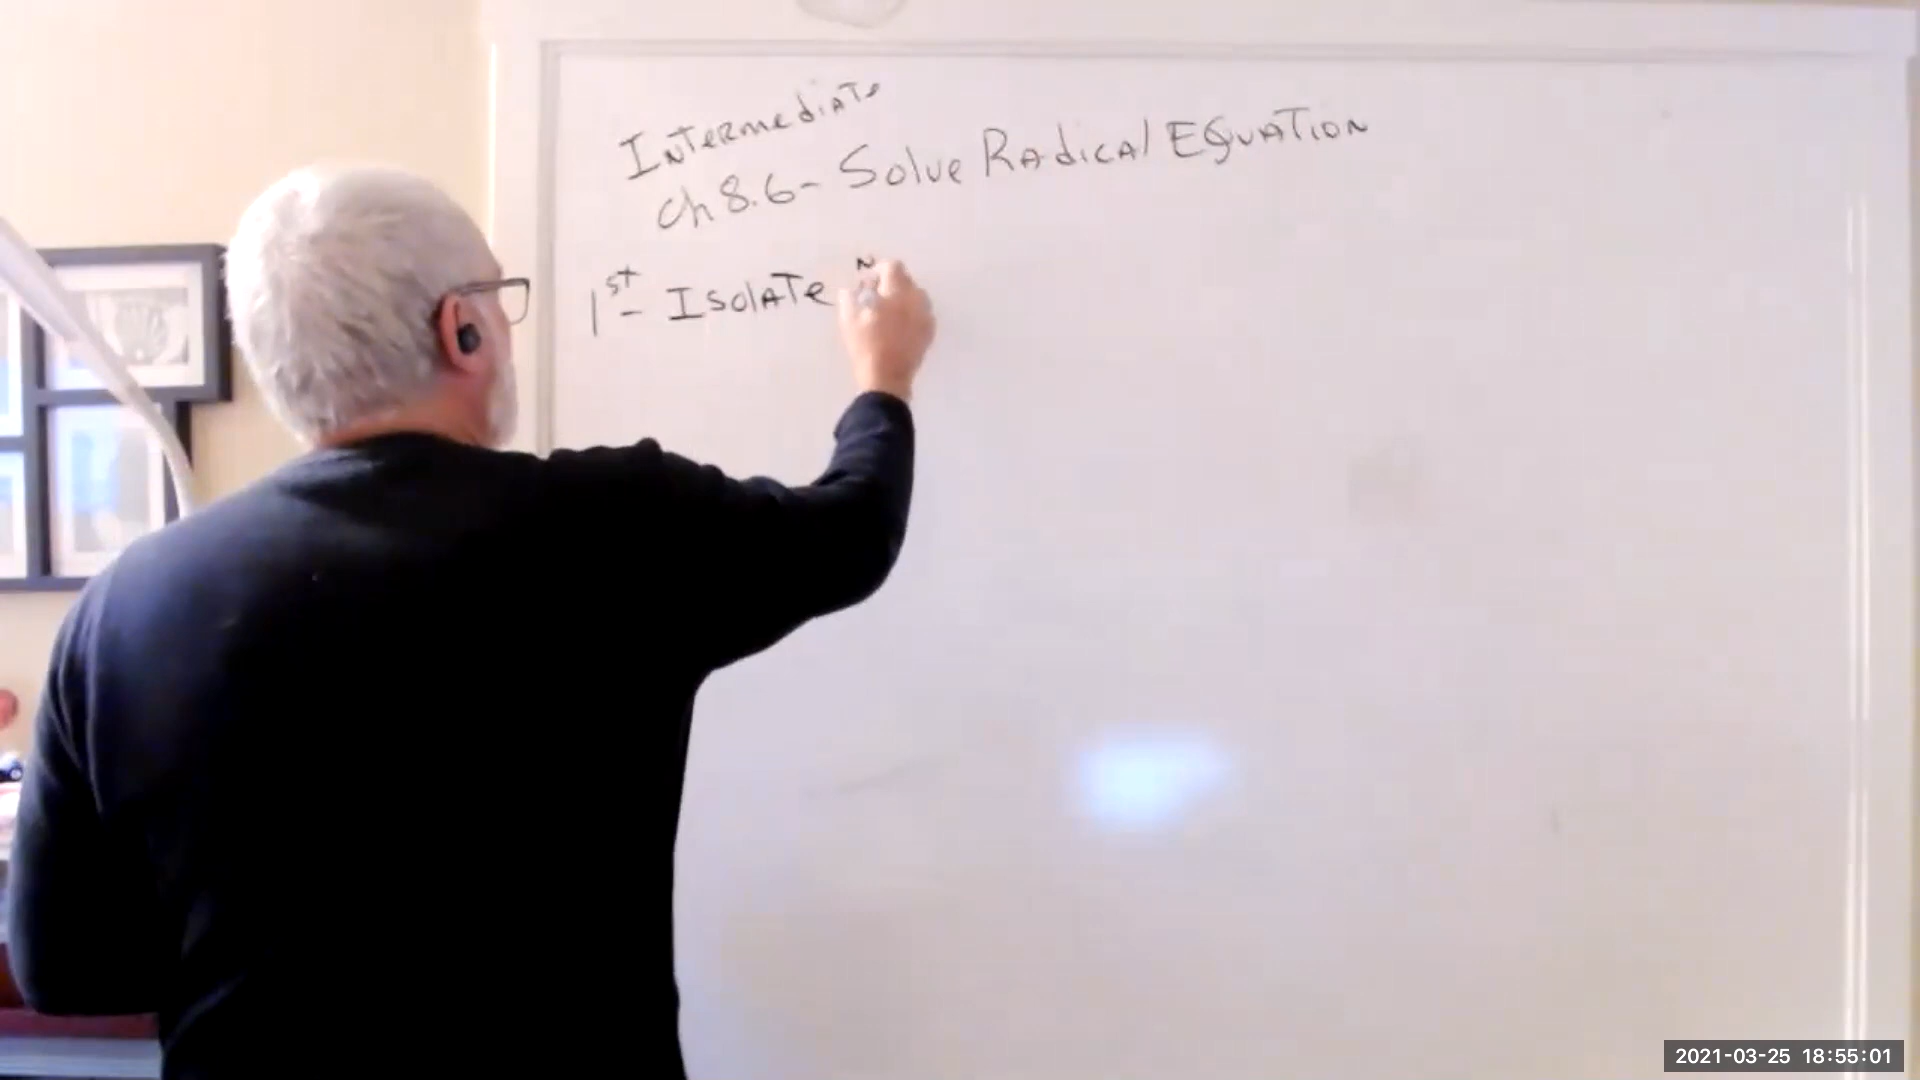 Intermediate
Ch 8.6- Solve Radical Equation
1st- Isolate
2021-03-25 18:55:01